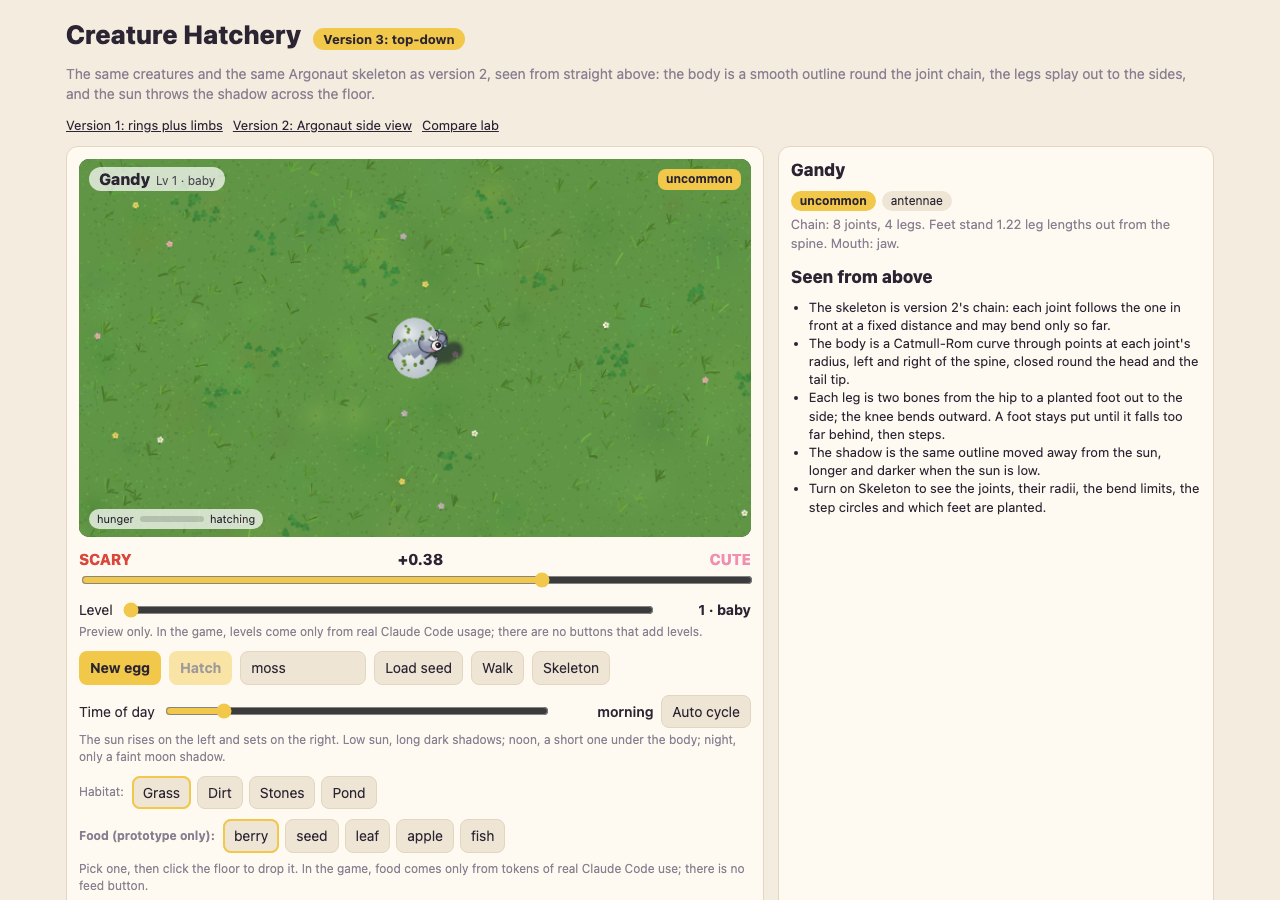 Creature Hatchery
Version 3: top-down
The same creatures and the same Argonaut skeleton as version 2, seen from straight above: the body is a smooth outline round the joint chain, the legs splay out to the sides,
and the sun throws the shadow across the floor.
Version 1: rings plus limbs
Version 2: Argonaut side view
Compare lab
Gandy Lv 1 · baby
uncommon
hunger
hatching
SCARY
+0.38
CUTE
Level
1 · baby
Preview only. In the game, levels come only from real Claude Code usage; there are no buttons that add levels.
New egg
Hatch
moss
Load seed
Walk
Skeleton
Time of day
morning
Auto cycle
The sun rises on the left and sets on the right. Low sun, long dark shadows; noon, a short one under the body; night,
only a faint moon shadow.
Habitat:
Grass
Dirt
Stones
Pond
Food (prototype only):
berry
seed
leaf
apple
fish
Pick one, then click the floor to drop it. In the game, food comes only from tokens of real Claude Code use; there is no
feed button.
Gandy
uncommon
antennae
Chain: 8 joints, 4 legs. Feet stand 1.22 leg lengths out from the
spine. Mouth: jaw.
Seen from above
• The skeleton is version 2's chain: each joint follows the one in
front at a fixed distance and may bend only so far.
• The body is a Catmull-Rom curve through points at each joint's
radius, left and right of the spine, closed round the head and the
tail tip.
• Each leg is two bones from the hip to a planted foot out to the
side; the knee bends outward. A foot stays put until it falls too
far behind, then steps.
• The shadow is the same outline moved away from the sun,
longer and darker when the sun is low.
• Turn on Skeleton to see the joints, their radii, the bend limits, the
step circles and which feet are planted.